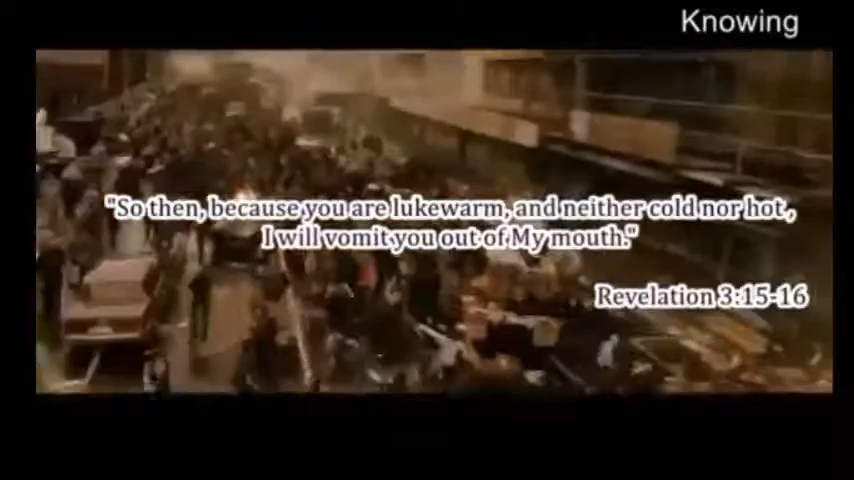 Knowing
"So then, because you are lukewarm, and neither cold nor hot,
I will vomit you out of My mouth."
Revelation 3:15-16